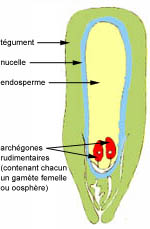 tégument
nucelle
endosperme
archégones
rudimentaires
(contenant chacun
un gamète femelle
ou oosphère)